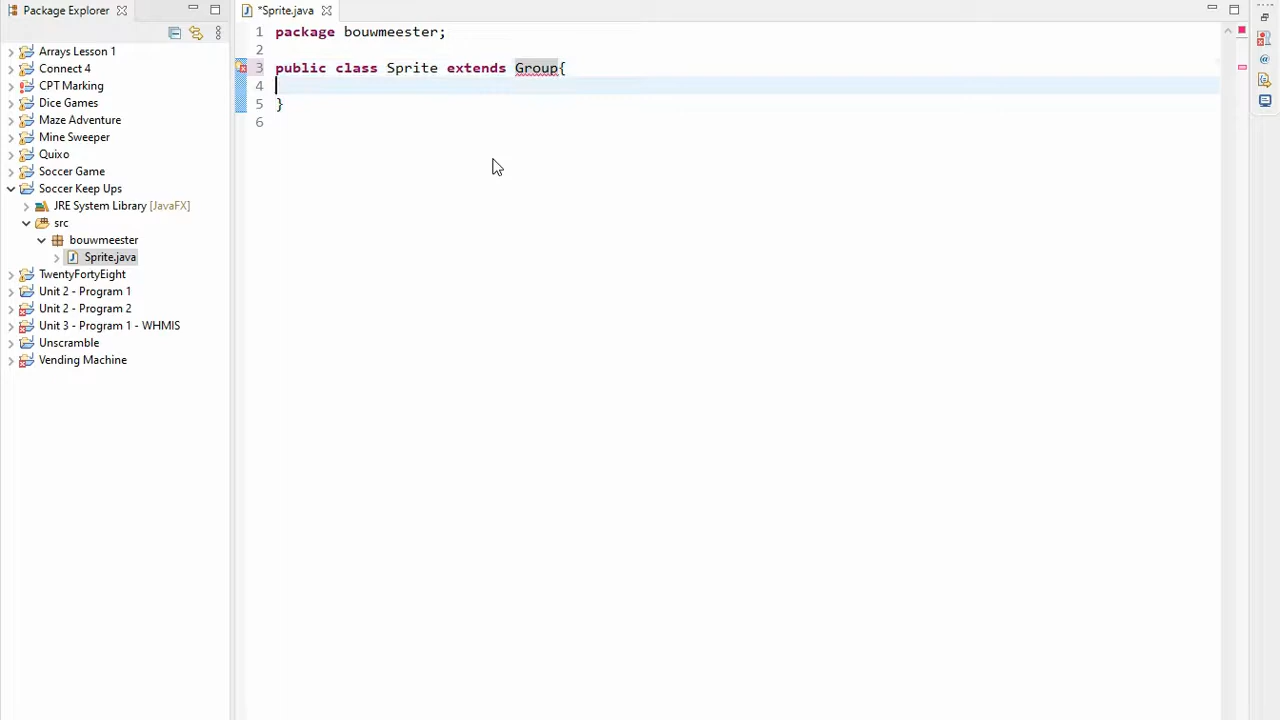 Package Explorer
Arrays Lesson 1
Connect 4
CPT Marking
Dice Games
Maze Adventure
Mine Sweeper
Quixo
Soccer Game
Soccer Keep Ups
JRE System Library [JavaFX]
src
bouwmeester
Sprite.java
TwentyFortyEight
Unit 2 - Program 1
Unit 2 - Program 2
Unit 3 - Program 1 - WHMIS
Unscramble
Vending Machine
*Sprite.java
1 package bouwmeester;
2
3 public class Sprite extends Group{
4
5 }
6